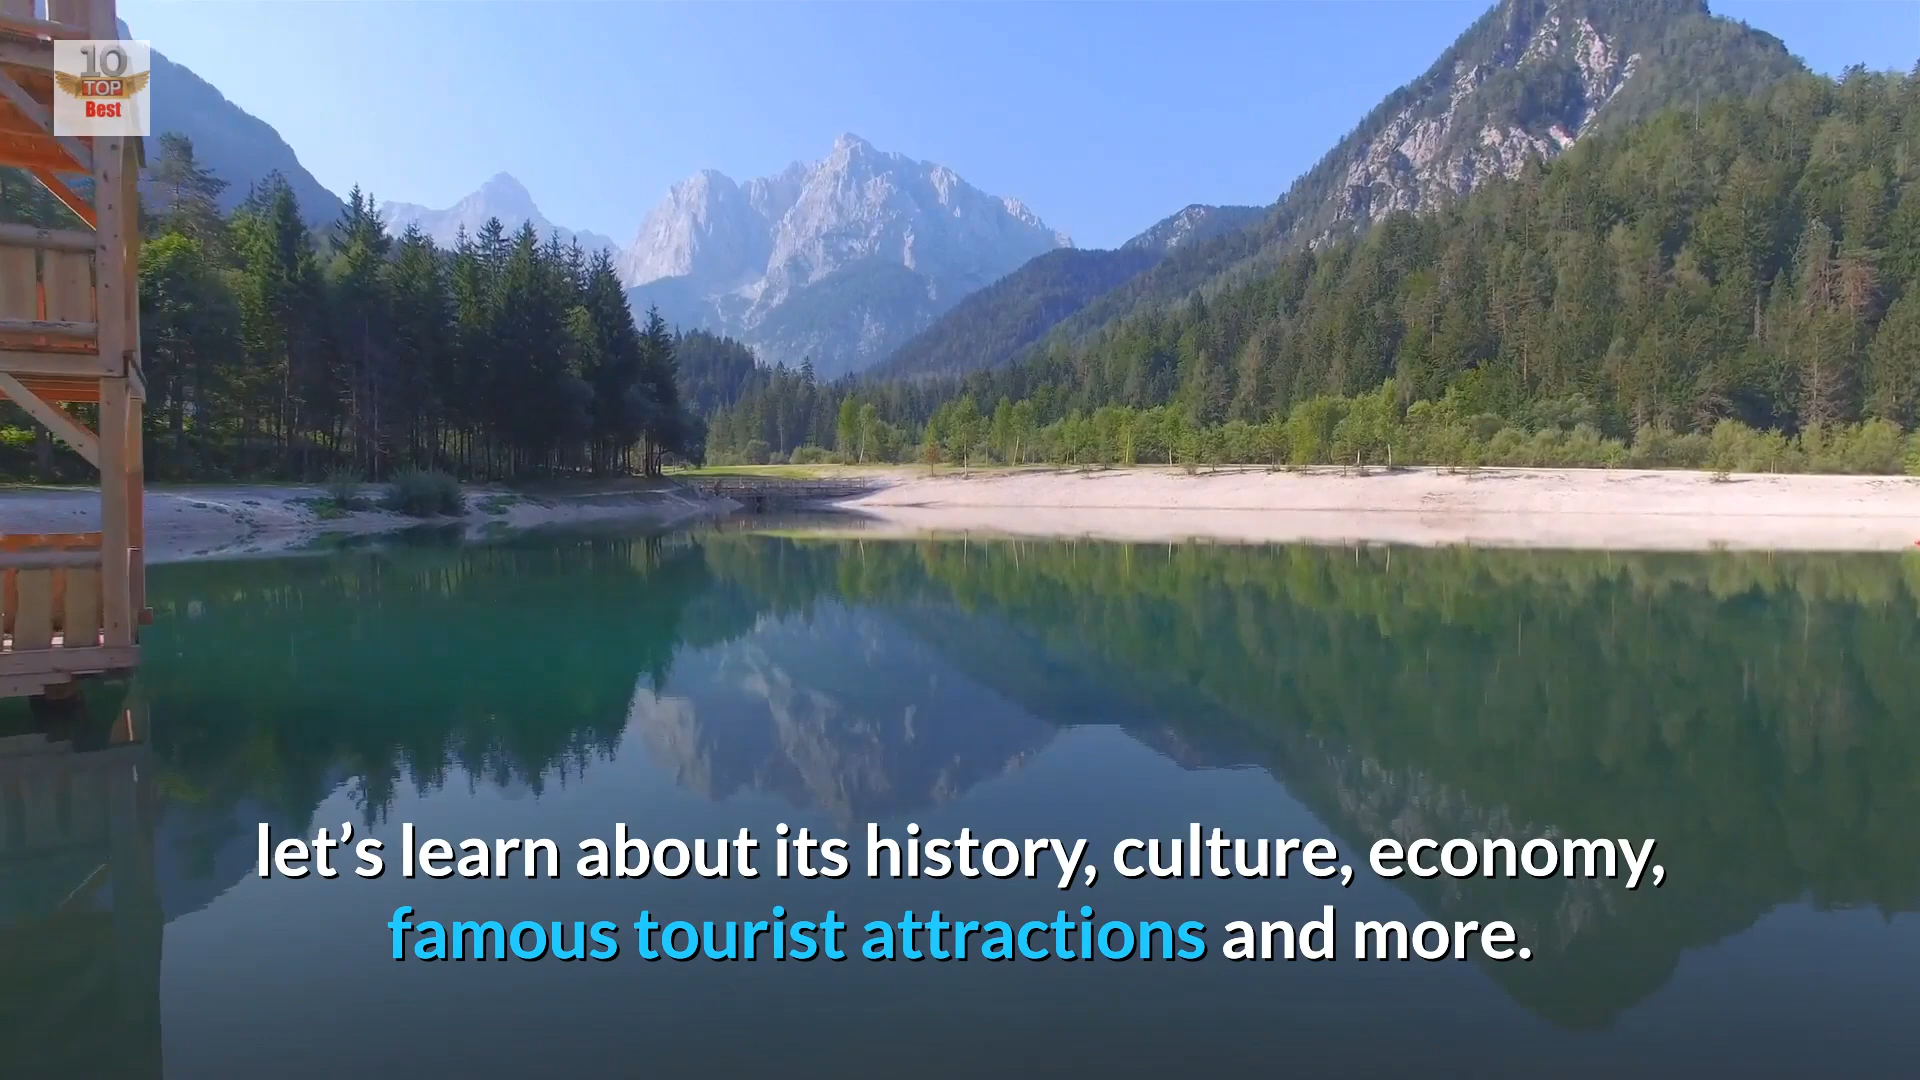 10
TOP
Best
let’s learn about its history, culture, economy,
famous tourist attractions and more.